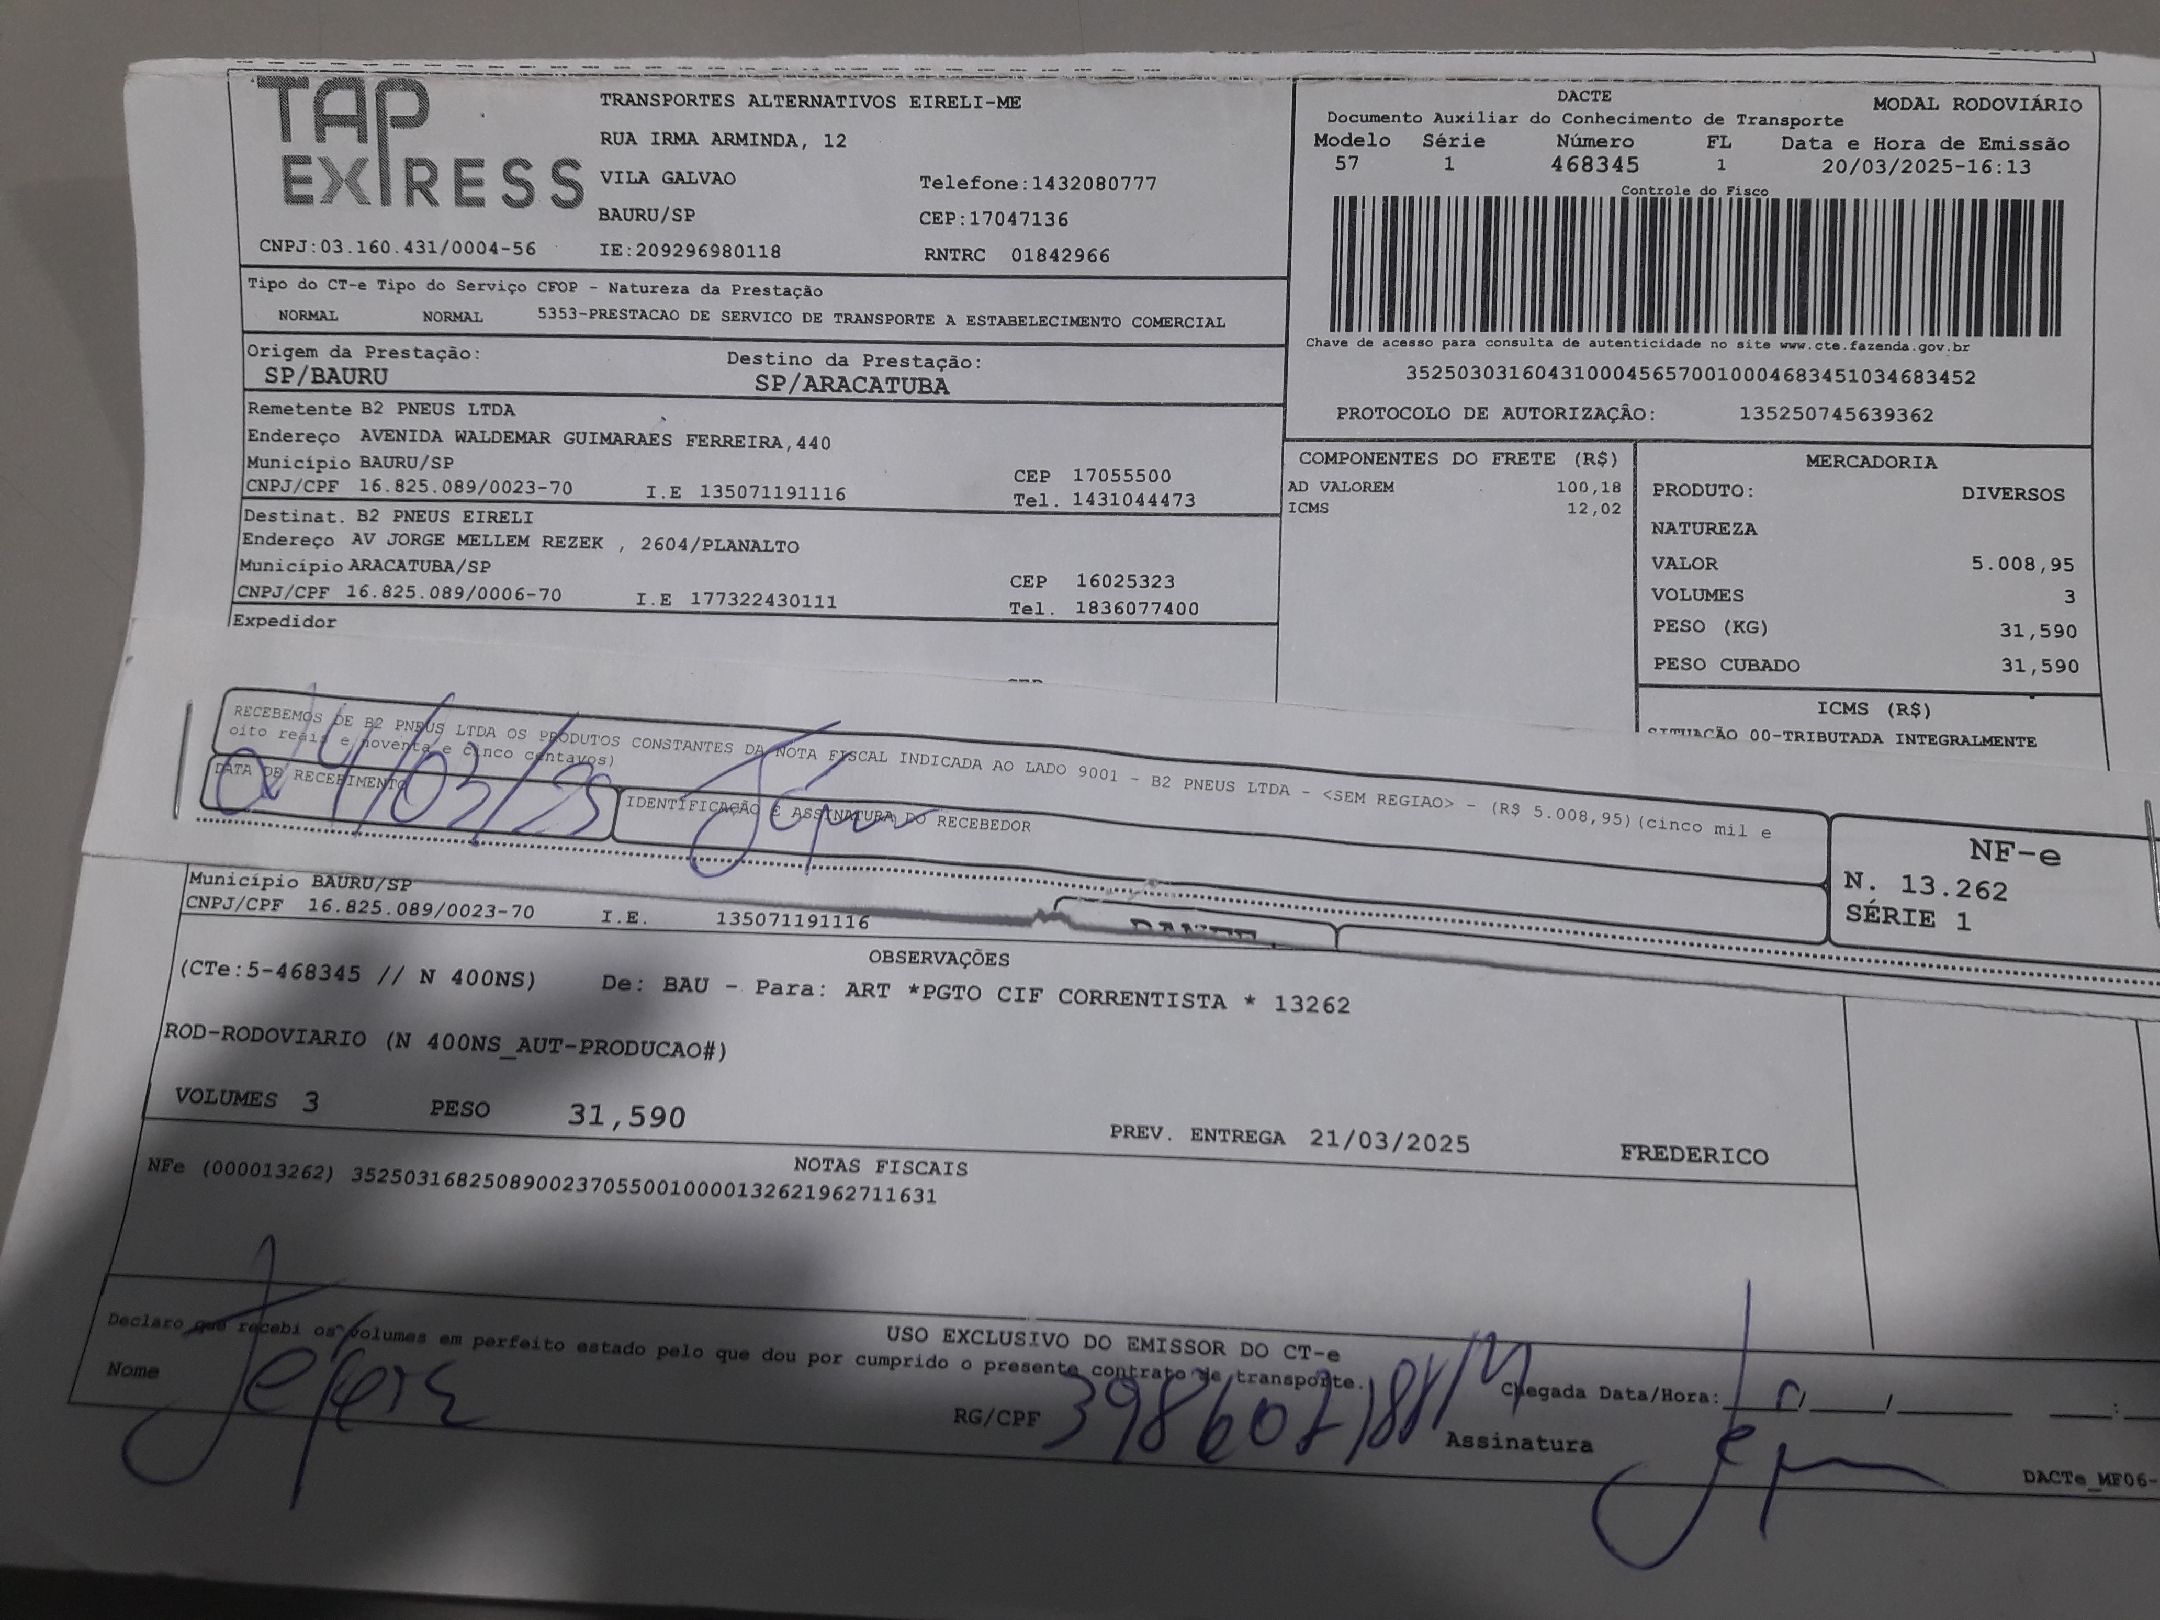 TAP
EXPRESS
TRANSPORTES ALTERNATIVOS EIRELI-ME
RUA IRMA ARMINDA, 12
VILA GALVAO Telefone:1432080777
BAURU/SP CEP:17047136
CNPJ:03.160.431/0004-56 IE:209296980118 RNTRC 01842966
DACTE MODAL RODOVIÁRIO
Documento Auxiliar do Conhecimento de Transporte
Modelo Série Número FL Data e Hora de Emissão
57 1 468345 1 20/03/2025-16:13
Controle do Fisco
Chave de acesso para consulta de autenticidade no site www.cte.fazenda.gov.br
35250303160431000456570010004683451034683452
PROTOCOLO DE AUTORIZAÇÃO: 135250745639362
Tipo do CT-e Tipo do Serviço CFOP - Natureza da Prestação
NORMAL NORMAL 5353-PRESTACAO DE SERVICO DE TRANSPORTE A ESTABELECIMENTO COMERCIAL
Origem da Prestação: Destino da Prestação:
SP/BAURU SP/ARACATUBA
Remetente B2 PNEUS LTDA
Endereço AVENIDA WALDEMAR GUIMARAES FERREIRA,440
Município BAURU/SP CEP 17055500
CNPJ/CPF 16.825.089/0023-70 I.E 135071191116 Tel. 1431044473
Destinat. B2 PNEUS EIRELI
Endereço AV JORGE MELLEM REZEK , 2604/PLANALTO
Município ARACATUBA/SP CEP 16025323
CNPJ/CPF 16.825.089/0006-70 I.E 177322430111 Tel. 1836077400
Expedidor
COMPONENTES DO FRETE (R$)
AD VALOREM 100,18
ICMS 12,02
MERCADORIA
PRODUTO: DIVERSOS
NATUREZA
VALOR 5.008,95
VOLUMES 3
PESO (KG) 31,590
PESO CUBADO 31,590
ICMS (R$)
SITUAÇÃO 00-TRIBUTADA INTEGRALMENTE
RECEBEMOS DE B2 PNEUS LTDA OS PRODUTOS CONSTANTES DA NOTA FISCAL INDICADA AO LADO 9001 - B2 PNEUS LTDA - <SEM REGIAO> - (R$ 5.008,95)(cinco mil e
oito reais e noventa e cinco centavos)
DATA DE RECEBIMENTO IDENTIFICAÇÃO E ASSINATURA DO RECEBEDOR
NF-e
N. 13.262
SÉRIE 1
Município BAURU/SP
CNPJ/CPF 16.825.089/0023-70 I.E. 135071191116
OBSERVAÇÕES
(CTe:5-468345 // N 400NS) De: BAU - Para: ART *PGTO CIF CORRENTISTA * 13262
ROD-RODOVIARIO (N 400NS_AUT-PRODUCAO#)
VOLUMES 3 PESO 31,590 PREV. ENTREGA 21/03/2025 FREDERICO
NOTAS FISCAIS
NFe (000013262) 35250316825089002370550010000132621962711631
USO EXCLUSIVO DO EMISSOR DO CT-e
Declaro que recebi os volumes em perfeito estado pelo que dou por cumprido o presente contrato de transporte.
Nome RG/CPF Chegada Data/Hora: ___/___/___ ___:
Assinatura
DACTe_MF06-